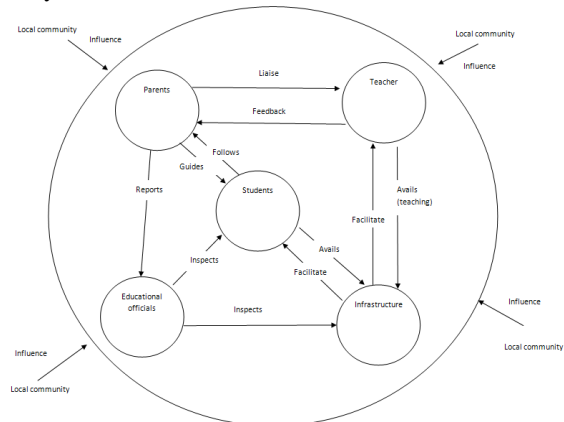 Local community
Influence
Local community
Influence
Parents
Liaise
Teacher
Feedback
Follows
Guides
Reports
Students
Avails
(teaching)
Facilitate
Avails
Inspects
Facilitate
Educational
officials
Inspects
Infrastructure
Influence
Local community
Influence
Local community